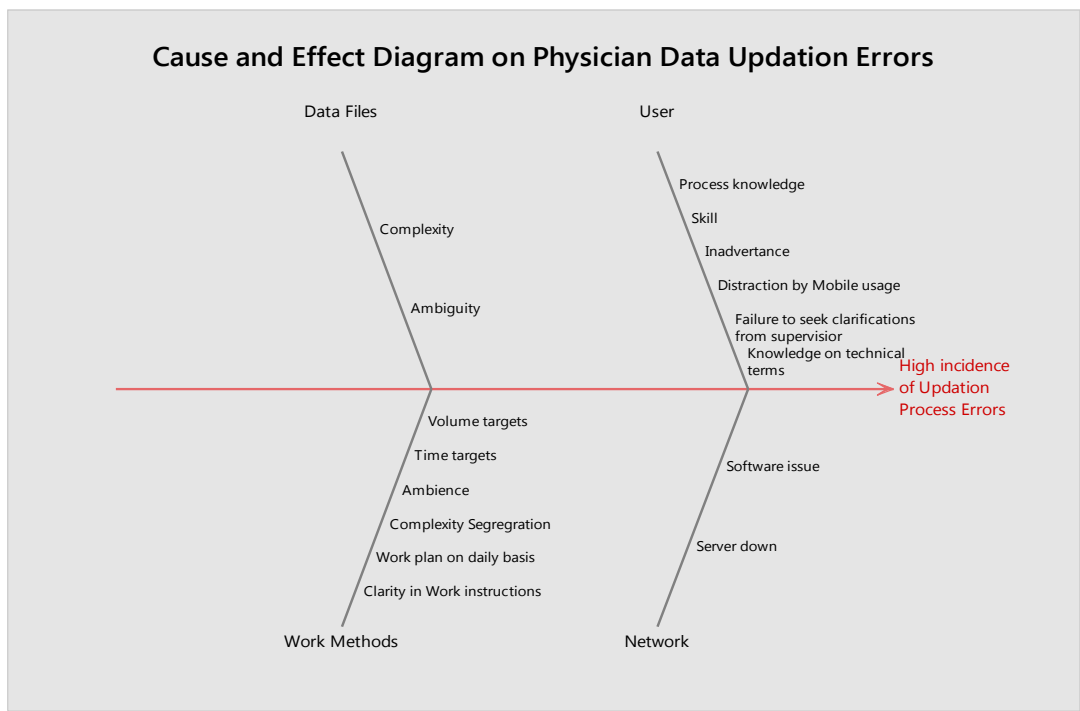 Cause and Effect Diagram on Physician Data Updation Errors
Data Files
User
Process knowledge
Skill
Complexity
Inadvertance
Distraction by Mobile usage
Ambiguity
Failure to seek clarifications
from supervisior
Knowledge on technical
terms
High incidence
of Updation
Process Errors
Volume targets
Time targets
Software issue
Ambience
Complexity Segregration
Server down
Work plan on daily basis
Clarity in Work instructions
Work Methods
Network